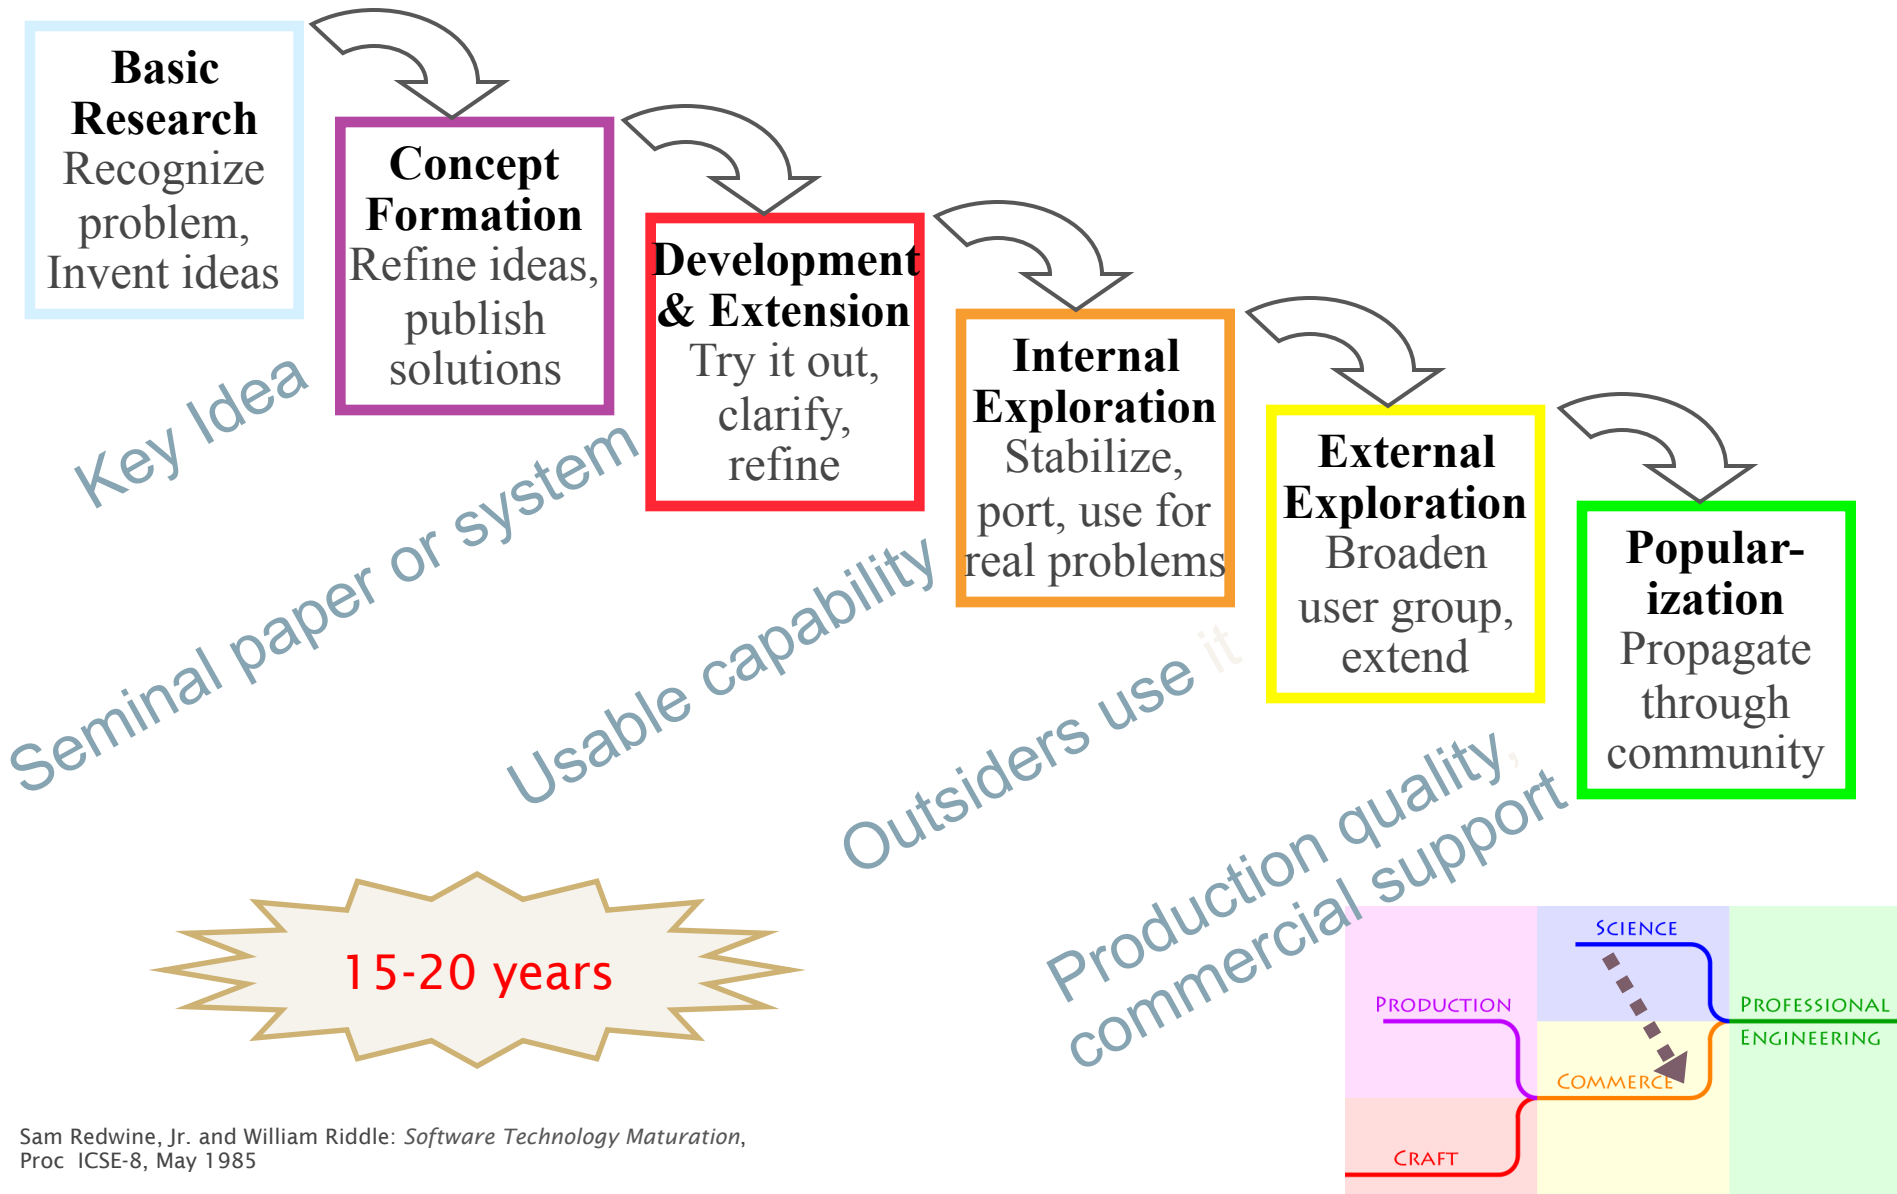 Basic
Research
Recognize
problem,
Invent ideas
Concept
Formation
Refine ideas,
publish
solutions
Development
& Extension
Try it out,
clarify,
refine
Internal
Exploration
Stabilize,
port, use for
real problems
External
Exploration
Broaden
user group,
extend
Popular-
ization
Propagate
through
community
Key Idea
Seminal paper or system
Usable capability
Outsiders use it
Production quality,
commercial support
15-20 years
SCIENCE
PRODUCTION
PROFESSIONAL
ENGINEERING
COMMERCE
CRAFT
Sam Redwine, Jr. and William Riddle: Software Technology Maturation,
Proc ICSE-8, May 1985